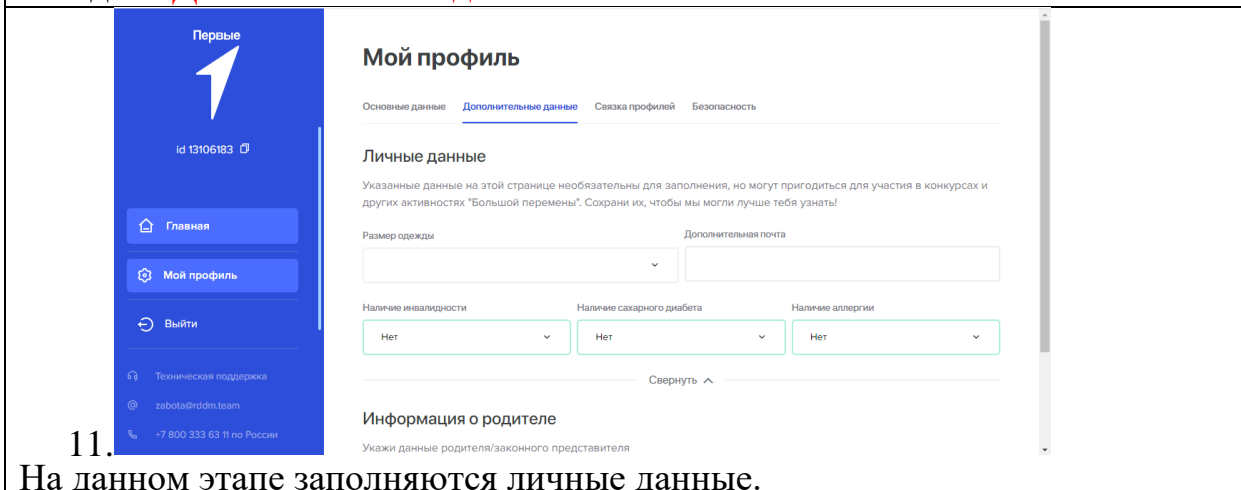 Первые
id 13106183
Главная
Мой профиль
Выйти
Техническая поддержка
zabota@rddm.team
+7 800 333 63 11 по России
Мой профиль
Основные данные Дополнительные данные Связка профилей Безопасность
Личные данные
Указанные данные на этой странице необязательны для заполнения, но могут пригодиться для участия в конкурсах и
других активностях "Большой перемены". Сохрани их, чтобы мы могли лучше тебя узнать!
Размер одежды Дополнительная почта
Наличие инвалидности Наличие сахарного диабета Наличие аллергии
Нет Нет Нет
Свернуть
Информация о родителе
Укажи данные родителя/законного представителя
11.
На данном этапе заполняются личные данные.